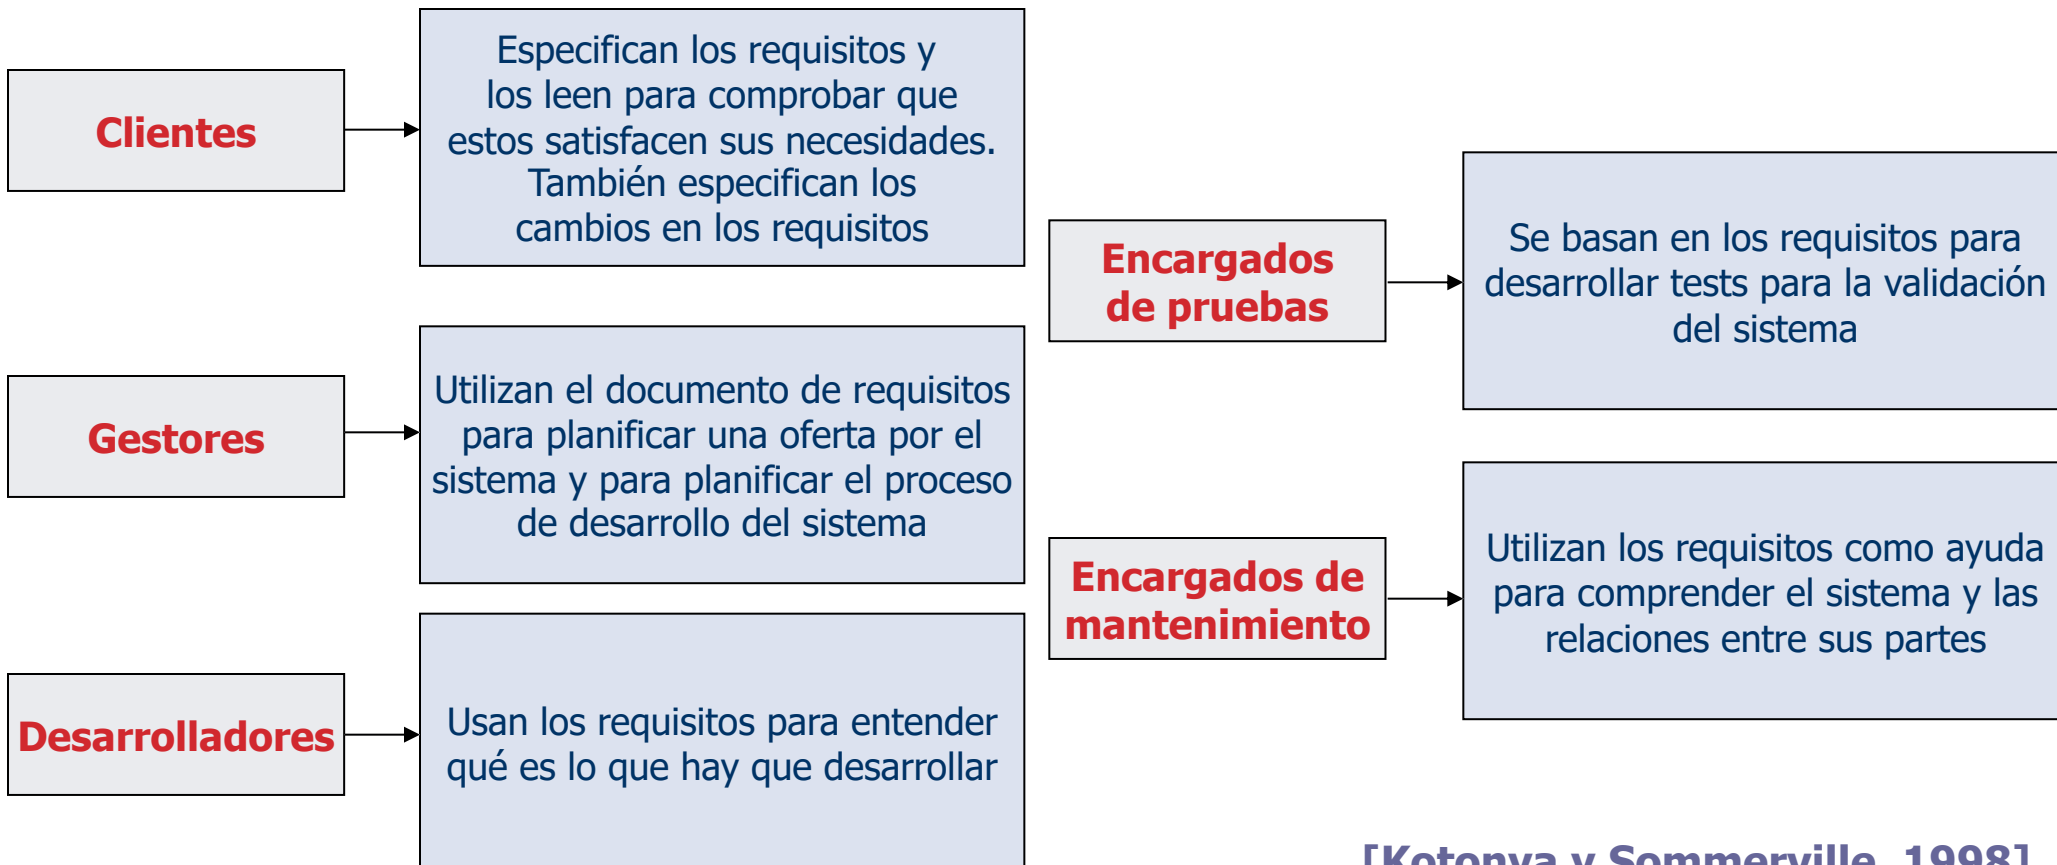 Clientes
Especifican los requisitos y
los leen para comprobar que
estos satisfacen sus necesidades.
También especifican los
cambios en los requisitos
Gestores
Utilizan el documento de requisitos
para planificar una oferta por el
sistema y para planificar el proceso
de desarrollo del sistema
Desarrolladores
Usan los requisitos para entender
qué es lo que hay que desarrollar
Encargados
de pruebas
Se basan en los requisitos para
desarrollar tests para la validación
del sistema
Encargados de
mantenimiento
Utilizan los requisitos como ayuda
para comprender el sistema y las
relaciones entre sus partes
[Kotonya y Sommerville, 1998]